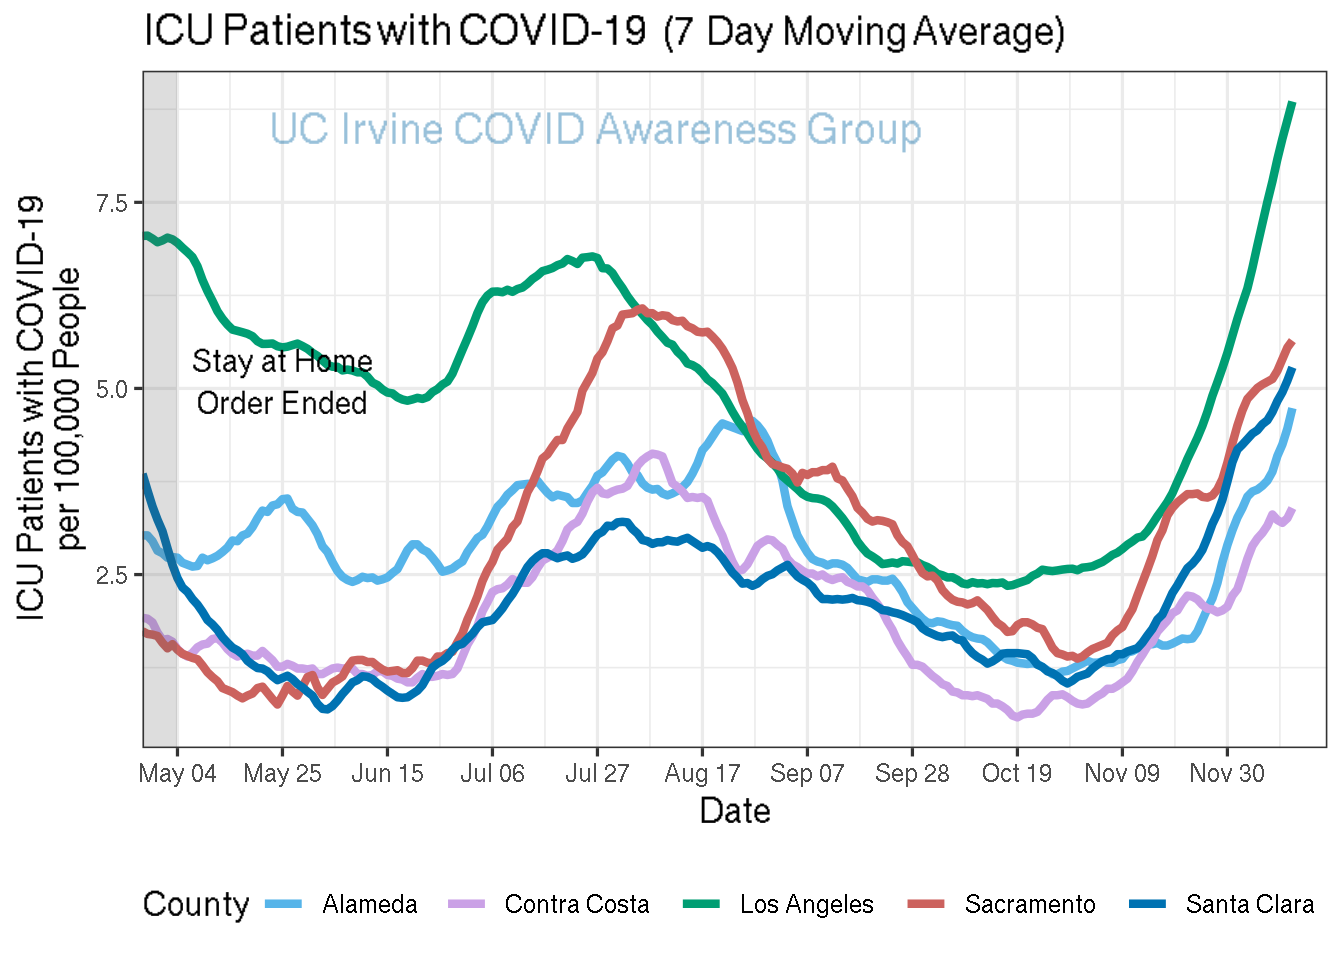 ICU Patients with COVID-19 (7 Day Moving Average)
UC Irvine COVID Awareness Group
ICU Patients with COVID-19
per 100,000 People
7.5
5.0
2.5
Stay at Home
Order Ended
May 04 May 25 Jun 15 Jul 06 Jul 27 Aug 17 Sep 07 Sep 28 Oct 19 Nov 09 Nov 30
Date
County Alameda Contra Costa Los Angeles Sacramento Santa Clara